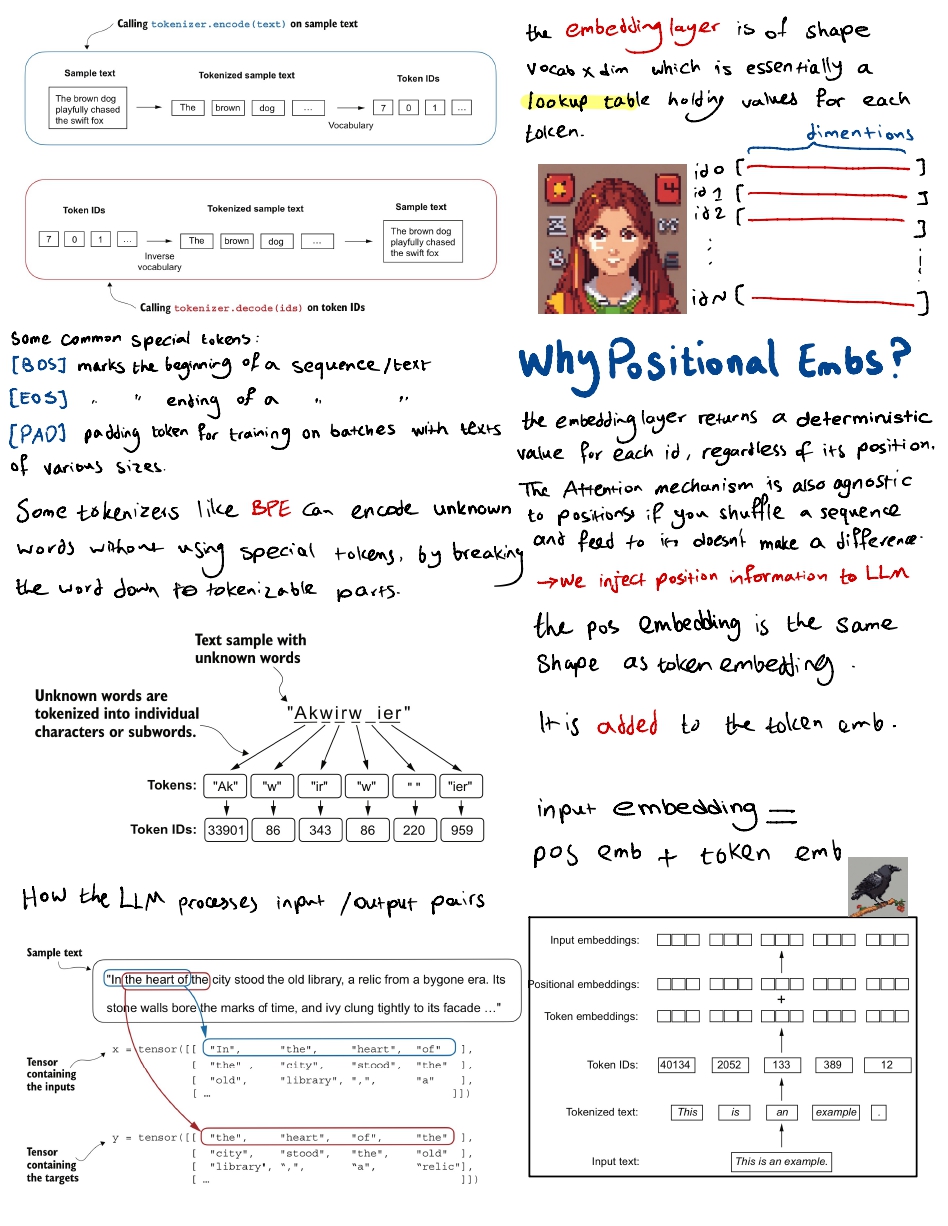 Calling tokenizer.encode(text) on sample text
Sample text
Tokenized sample text
Token IDs
The brown dog
playfully chased
the swift fox
The brown dog ...
7 0 1 ...
Vocabulary
Token IDs
Tokenized sample text
Sample text
7 0 1 ...
The brown dog ...
The brown dog
playfully chased
the swift fox
Inverse
vocabulary
Calling tokenizer.decode(ids) on token IDs
Some common special tokens:
[BOS] marks the beginning of a sequence/text
[EOS] " " ending of a " "
[PAD] padding token for training on batches with texts
of various sizes.
Some tokenizers like BPE can encode unknown
words without using special tokens, by breaking
the word down to tokenizable parts.
Text sample with
unknown words
Unknown words are
tokenized into individual
characters or subwords.
"Akwirw ier"
Tokens: "Ak" "w" "ir" "w" " " "ier"
Token IDs: 33901 86 343 86 220 959
How the LLM processes input /output pairs
Sample text
"In the heart of the city stood the old library, a relic from a bygone era. Its
stone walls bore the marks of time, and ivy clung tightly to its facade ..."
Tensor
containing
the inputs
x = tensor([[ "In", "the", "heart", "of" ],
[ "the", "city", "stood", "the" ],
[ "old", "library", ",", "a" ],
[ … ]])
Tensor
containing
the targets
y = tensor([[ "the", "heart", "of", "the" ],
[ "city", "stood", "the", "old" ],
[ "library", ",", "a", "relic"],
[ … ]])
the embedding layer is of shape
vocab x dim which is essentially a
lookup table holding values for each
token.
dimentions
id 0 [ ]
id 1 [ ]
id 2 [ ]
id N [ ]
4
Why Positional Embs?
the embedding layer returns a deterministic
value for each id, regardless of its position.
The Attention mechanism is also agnostic
to positions if you shuffle a sequence
and feed to it, doesnt make a difference.
→ We inject position information to LLM
the pos embedding is the same
shape as token embedding.
It is added to the token emb.
input embedding =
pos emb + token emb
Input embeddings:
Positional embeddings:
+
Token embeddings:
Token IDs: 40134 2052 133 389 12
Tokenized text: This is an example .
Input text: This is an example.